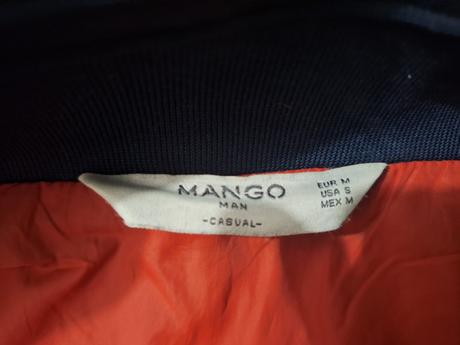 MANGO
MAN
-CASUAL-
EUR M
USA S
MEX M